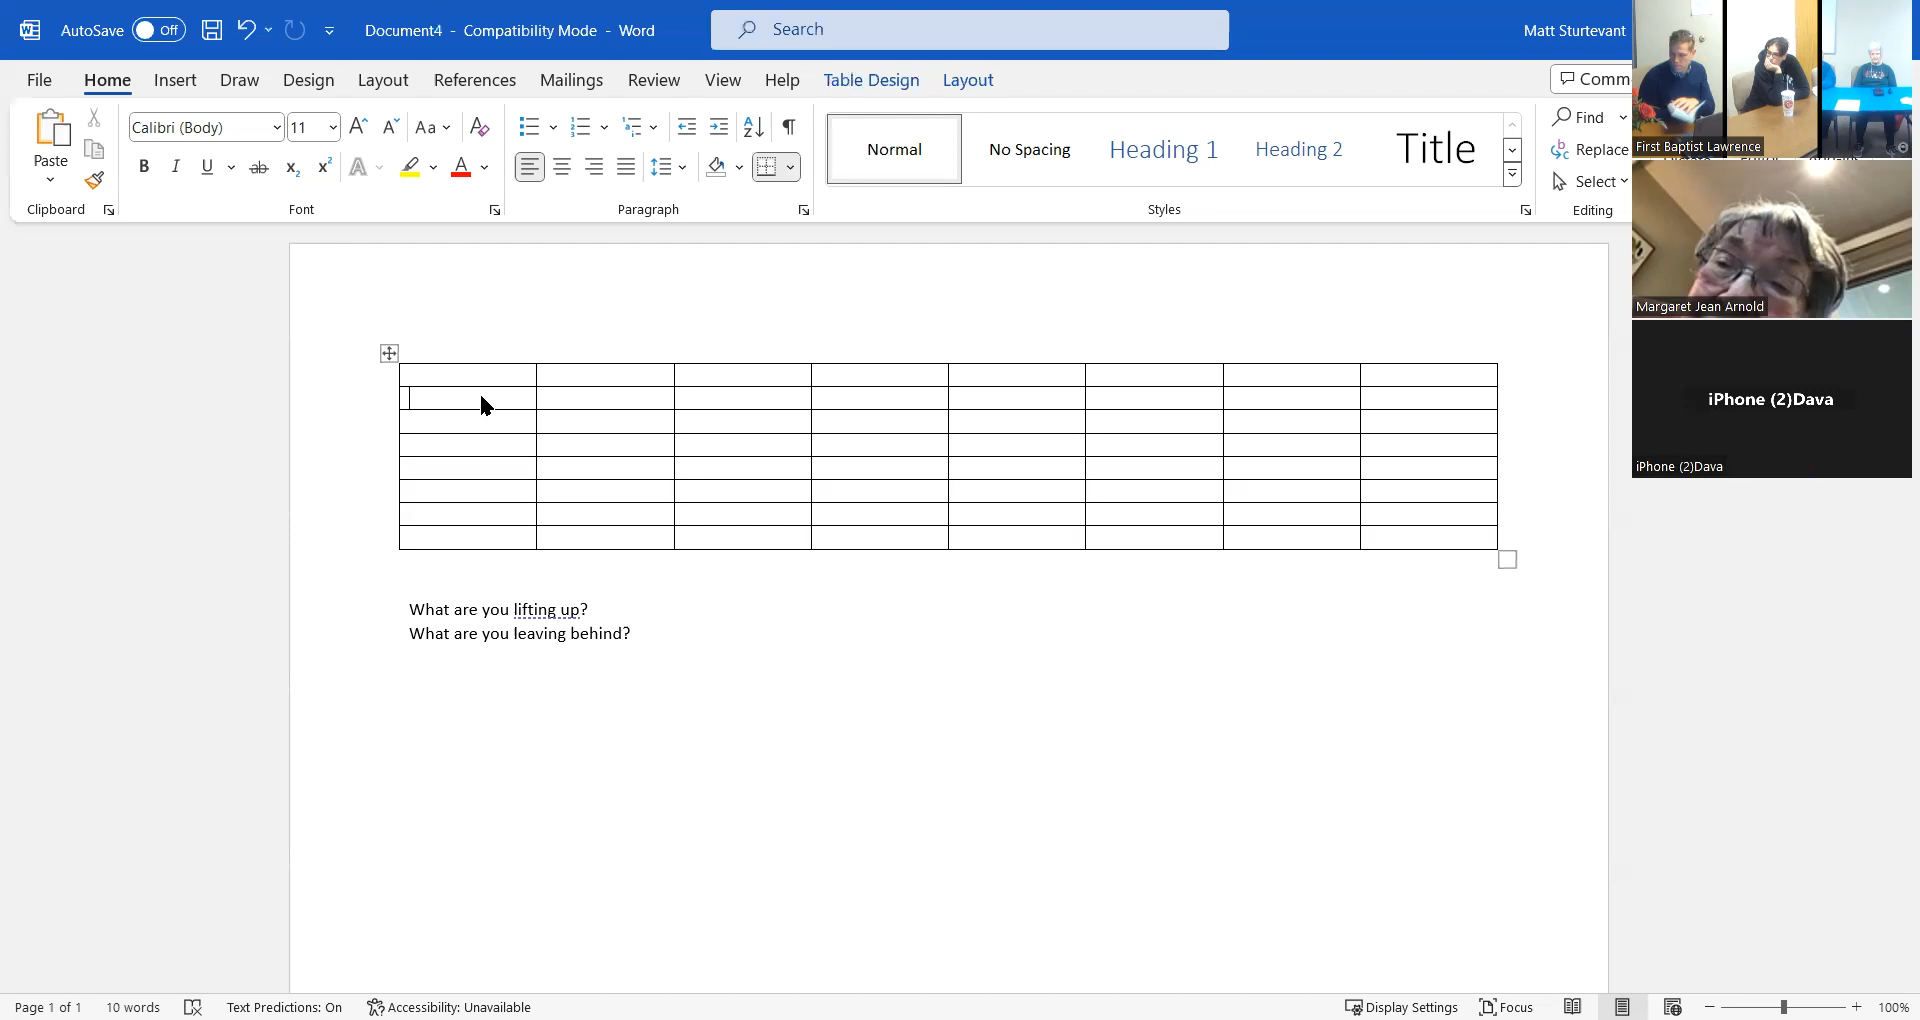 AutoSave Off Document4 - Compatibility Mode - Word Search Matt Sturtevant
File Home Insert Draw Design Layout References Mailings Review View Help Table Design Layout Comm
Paste
Clipboard
Calibri (Body) 11
Font
Paragraph
Normal No Spacing Heading 1 Heading 2 Title
Styles
Find
Replace
Select
Editing
First Baptist Lawrence
Margaret Jean Arnold
iPhone (2)Dava
iPhone (2)Dava
What are you lifting up?
What are you leaving behind?
Page 1 of 1 10 words Text Predictions: On Accessibility: Unavailable Display Settings Focus 100%